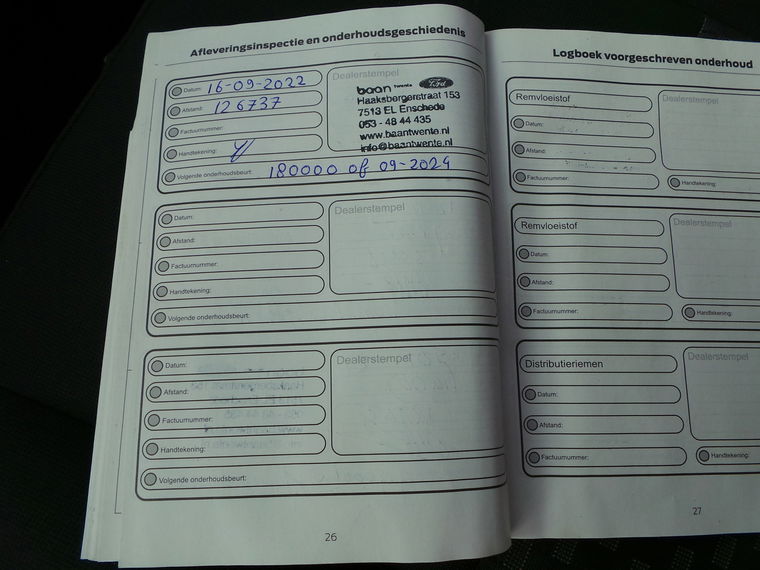 Afleveringsinspectie en onderhoudsgeschiedenis
Datum: 16-09-2022
Afstand: 126737
Factuurnummer:
Handtekening:
Volgende onderhoudsbeurt: 180000 of 09-2024
Dealerstempel
baan Twente Ford
Haaksbergerstraat 153
7513 EL Enschede
053 - 48 44 435
www.baantwente.nl
info@baantwente.nl
Datum:
Afstand:
Factuurnummer:
Handtekening:
Volgende onderhoudsbeurt:
Dealerstempel
Datum:
Afstand:
Factuurnummer:
Handtekening:
Volgende onderhoudsbeurt:
Dealerstempel
26
Logboek voorgeschreven onderhoud
Remvloeistof
Datum:
Afstand:
Factuurnummer:
Dealerstempel
Handtekening:
Remvloeistof
Datum:
Afstand:
Factuurnummer:
Dealerstempel
Handtekening:
Distributieriemen
Datum:
Afstand:
Factuurnummer:
Dealerstempel
Handtekening:
27